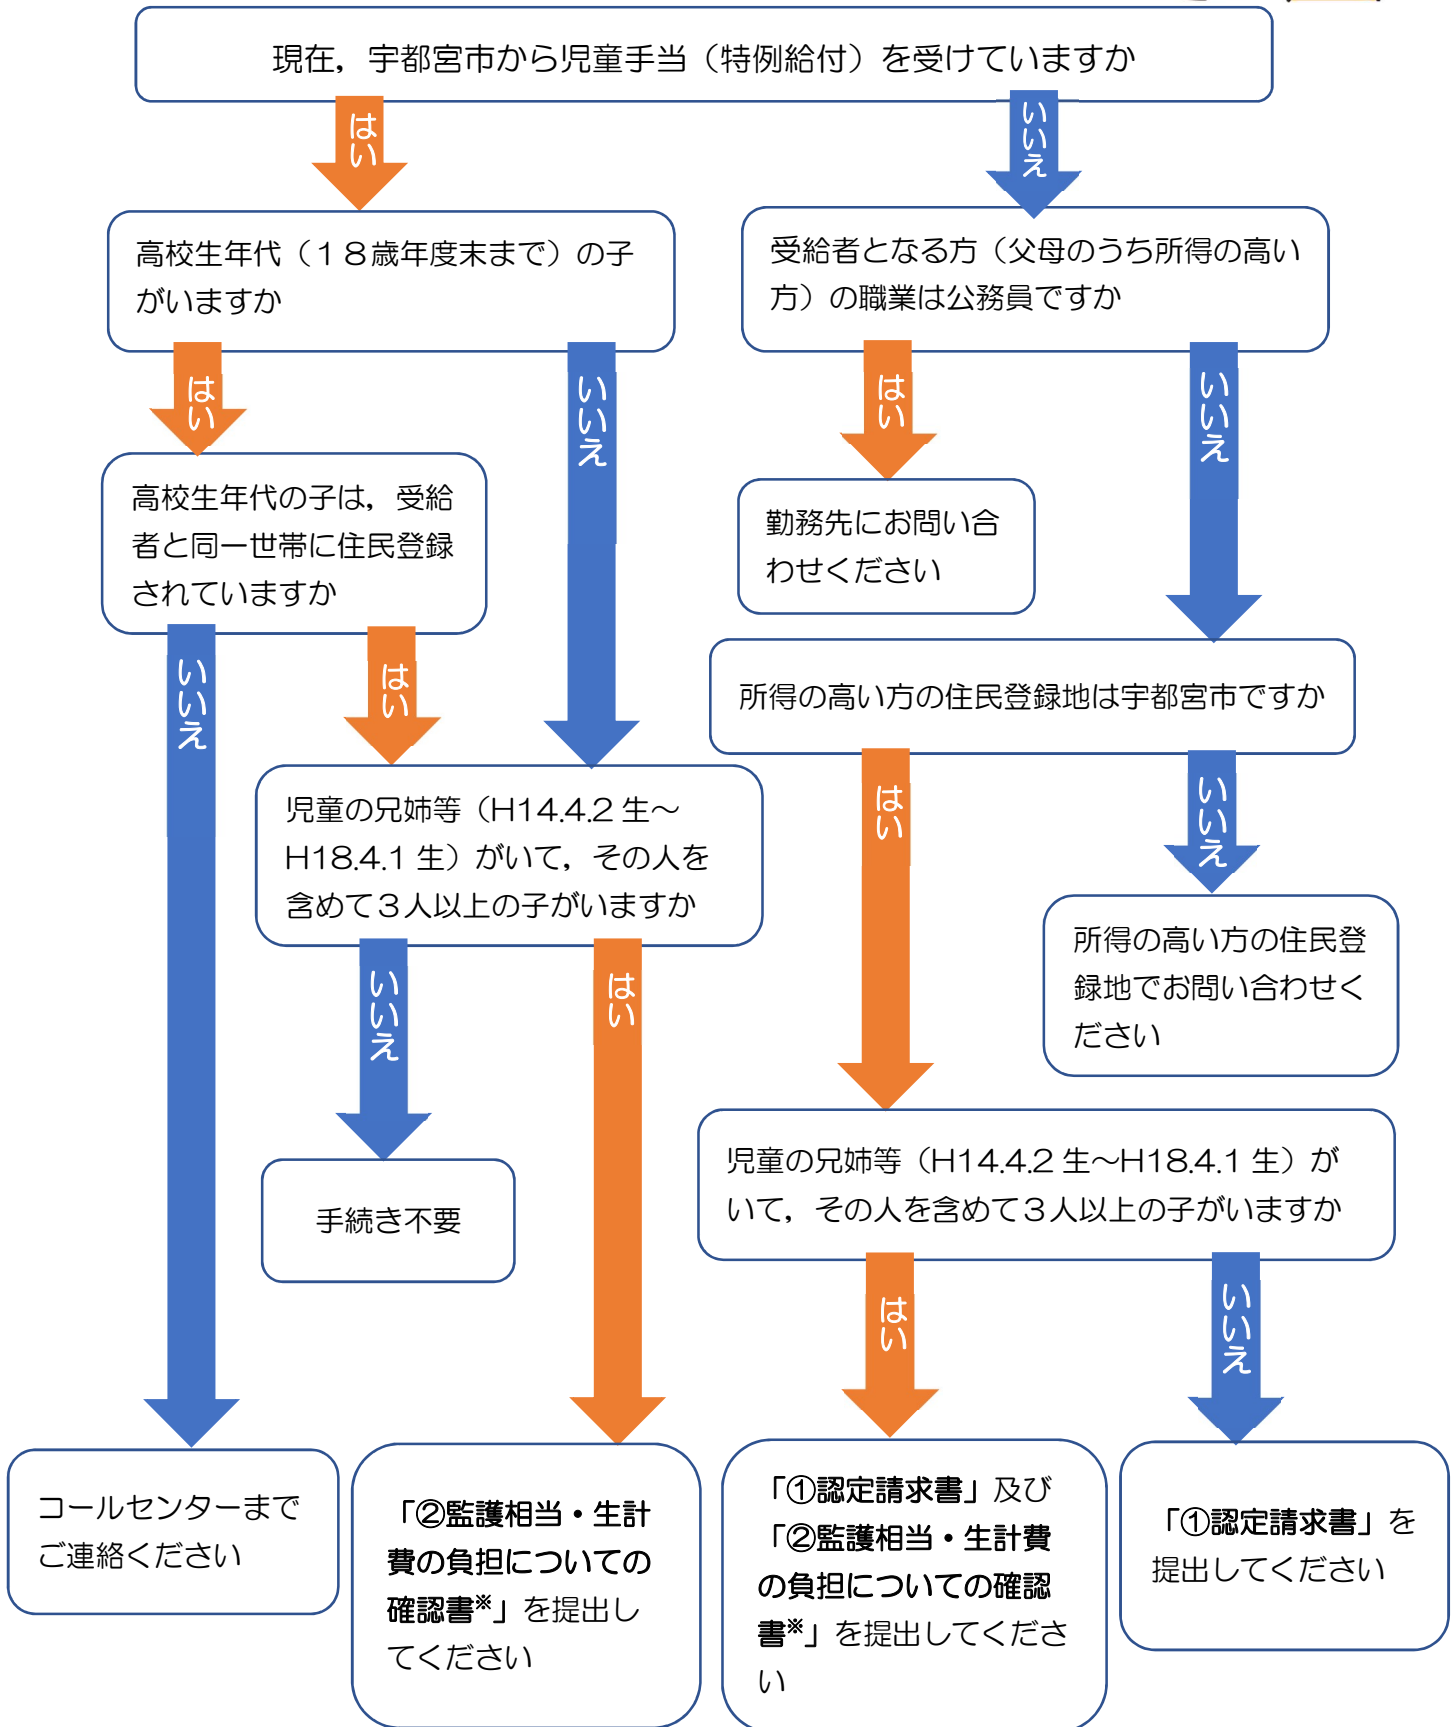 現在，宇都宮市から児童手当（特例給付）を受けていますか
はい
いいえ
高校生年代（１８歳年度末まで）の子
がいますか
受給者となる方（父母のうち所得の高い
方）の職業は公務員ですか
はい
いいえ
はい
いいえ
高校生年代の子は，受給
者と同一世帯に住民登録
されていますか
勤務先にお問い合
わせください
いいえ
はい
所得の高い方の住民登録地は宇都宮市ですか
児童の兄姉等（H14.4.2 生～
H18.4.1 生）がいて，その人を
含めて３人以上の子がいますか
はい
いいえ
所得の高い方の住民登
録地でお問い合わせく
ださい
いいえ
はい
手続き不要
児童の兄姉等（H14.4.2 生～H18.4.1 生）が
いて，その人を含めて３人以上の子がいますか
はい
いいえ
コールセンターまで
ご連絡ください
「②監護相当・生計
費の負担についての
確認書※」を提出し
てください
「①認定請求書」及び
「②監護相当・生計費
の負担についての確認
書※」を提出してくださ
い
「①認定請求書」を
提出してください